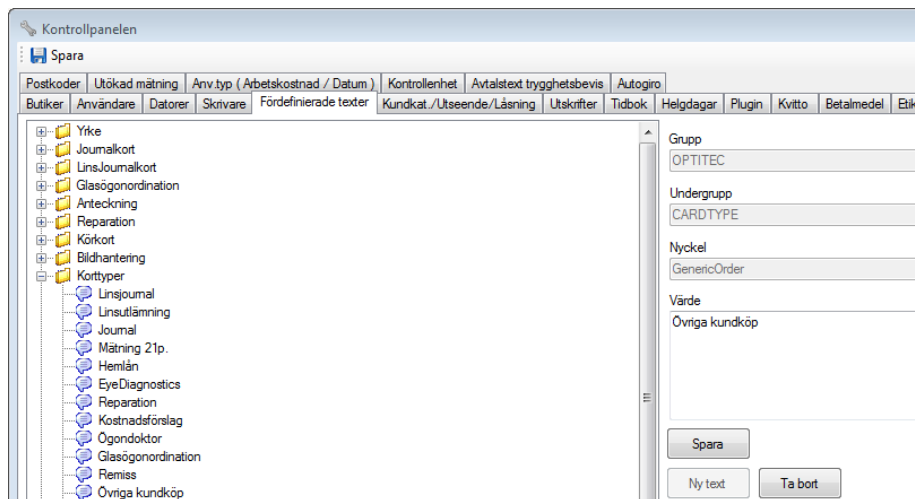 Kontrollpanelen
Spara
Postkoder Utökad mätning Anv.typ ( Arbetskostnad / Datum ) Kontrollenhet Avtalstext trygghetsbevis Autogiro
Butiker Användare Datorer Skrivare Fördefinierade texter Kundkat./Utseende/Låsning Utskrifter Tidbok Helgdagar Plugin Kvitto Betalmedel
Yrke
Journalkort
LinsJournalkort
Glasögonordination
Anteckning
Reparation
Körkort
Bildhantering
Korttyper
Linsjournal
Linsutlämning
Journal
Mätning 21p.
Hemlån
EyeDiagnostics
Reparation
Kostnadsförslag
Ögondoktor
Glasögonordination
Remiss
Övriga kundköp
Grupp
OPTITEC
Undergrupp
CARDTYPE
Nyckel
GenericOrder
Värde
Övriga kundköp
Spara
Ny text Ta bort